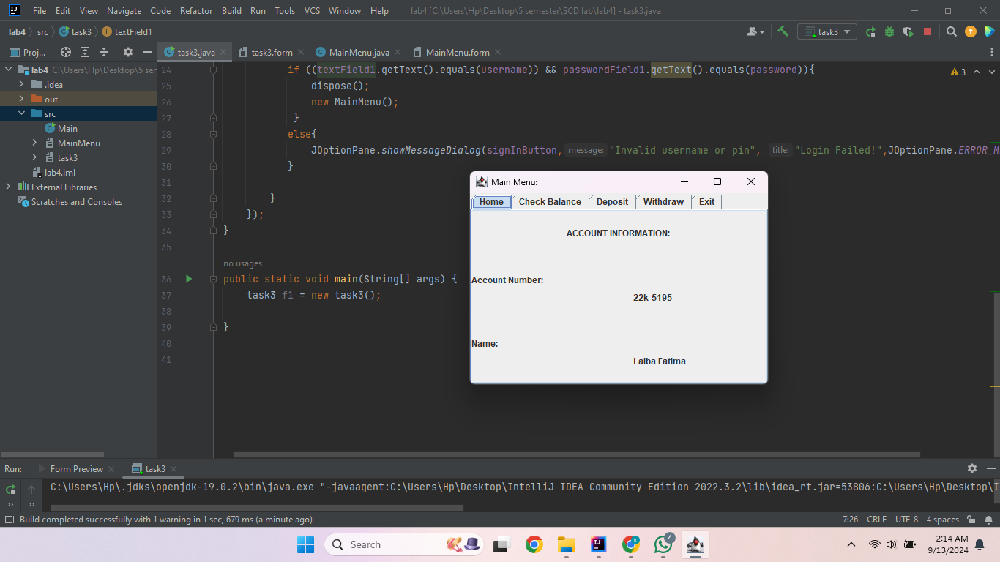 File Edit View Navigate Code Refactor Build Run Tools VCS Window Help lab4 [C:\Users\Hp\Desktop\5 semester\SCD lab\lab4] - task3.java
lab4 src task3 textField1 task3
Proj... task3.java task3.form MainMenu.java MainMenu.form
lab4 C:\Users\Hp\Desktop\5 sem
.idea
out
src
Main
MainMenu
task3
lab4.iml
External Libraries
Scratches and Consoles
24 if ((textField1.getText().equals(username)) && passwordField1.getText().equals(password)){
3
25 dispose();
26 new MainMenu();
27 }
28 else{
29 JOptionPane.showMessageDialog(signInButton, message: "Invalid username or pin", title: "Login Failed!",JOptionPane.ERROR_M
30 }
31
32 }
33 });
34 }
35
no usages
36 public static void main(String[] args) {
37 task3 f1 = new task3();
38
39 }
40
41
Main Menu:
Home Check Balance Deposit Withdraw Exit
ACCOUNT INFORMATION:
Account Number:
22k-5195
Name:
Laiba Fatima
Run: Form Preview task3
C:\Users\Hp\.jdks\openjdk-19.0.2\bin\java.exe "-javaagent:C:\Users\Hp\Desktop\IntelliJ IDEA Community Edition 2022.3.2\lib\idea_rt.jar=53806:C:\Users\Hp\Desktop\I
Build completed successfully with 1 warning in 1 sec, 679 ms (a minute ago) 7:26 CRLF UTF-8 4 spaces
Search 4 2:14 AM
9/13/2024